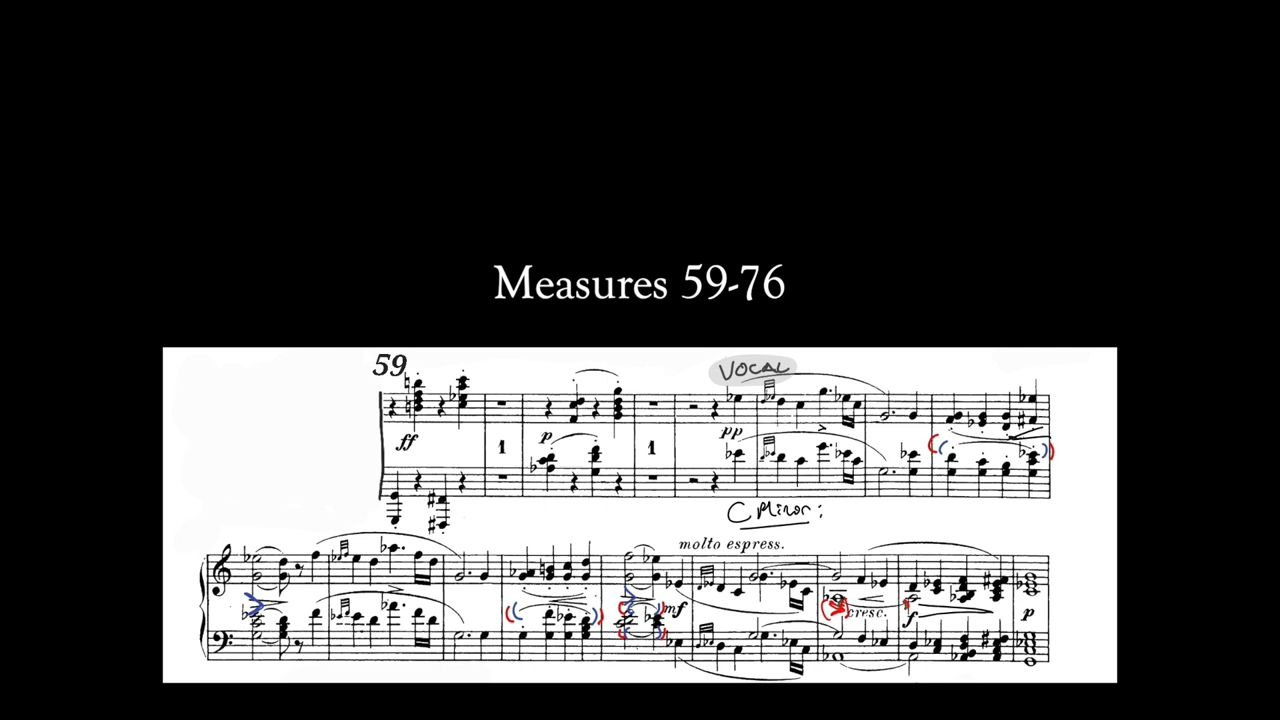 Measures 59-76
59
VOCAL
ff
1
p
1
pp
C Minor:
molto espress.
mf
cresc.
f
p